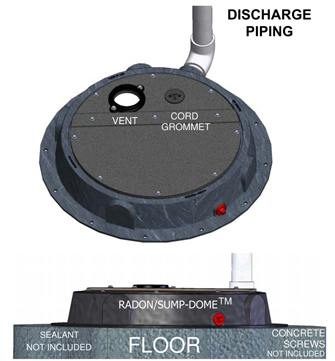 DISCHARGE
PIPING
VENT
CORD
GROMMET
RADON/SUMP-DOME™
SEALANT
NOT INCLUDED
FLOOR
CONCRETE
SCREWS
NOT INCLUDED